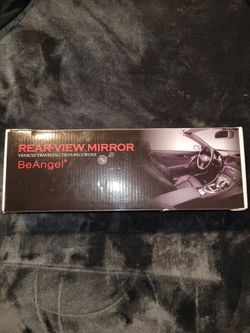 REAR-VIEW MIRROR
VEHICLE TRAVELING DATA RECORDER
BeAngel®